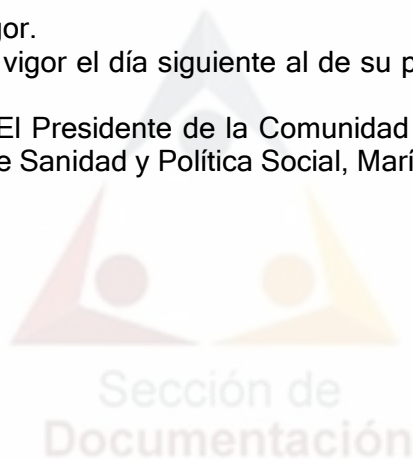 gor.
vigor el día siguiente al de su p
El Presidente de la Comunidad
e Sanidad y Política Social, Marí
Sección de
Documentación